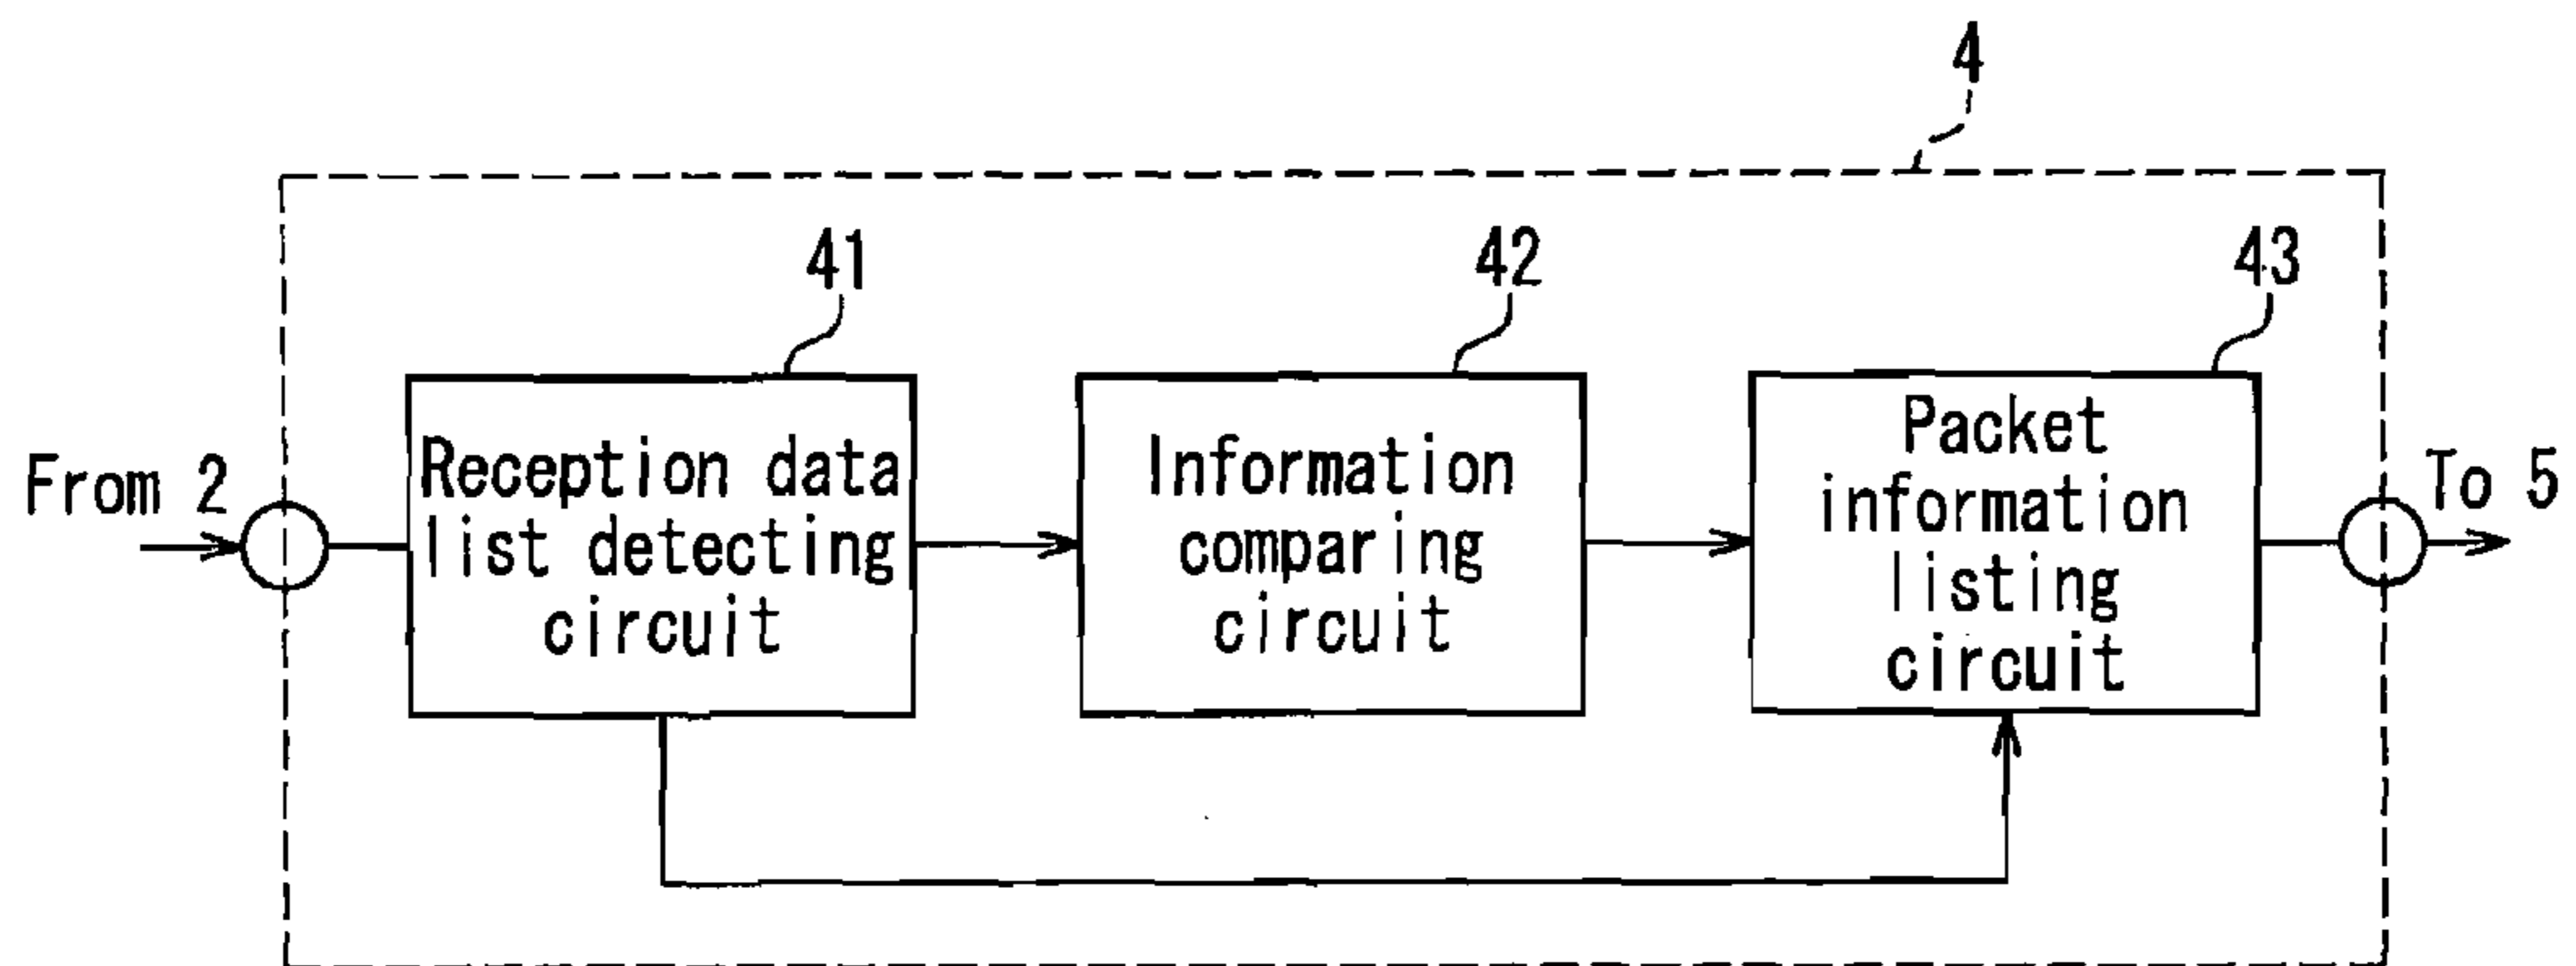 4
41
42
43
From 2
Reception data
list detecting
circuit
Information
comparing
circuit
Packet
information
listing
circuit
To 5